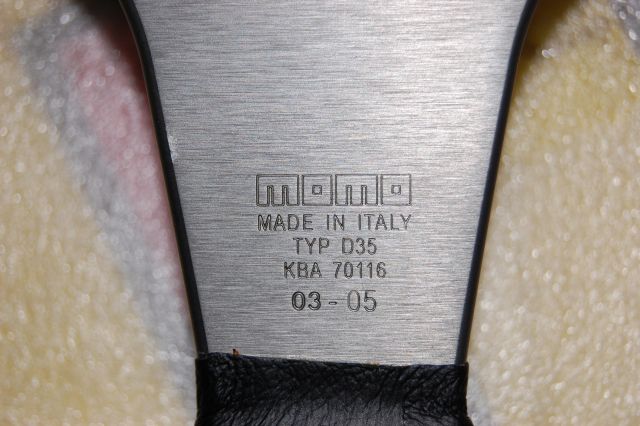 momo
MADE IN ITALY
TYP D35
KBA 70116
03 - 05